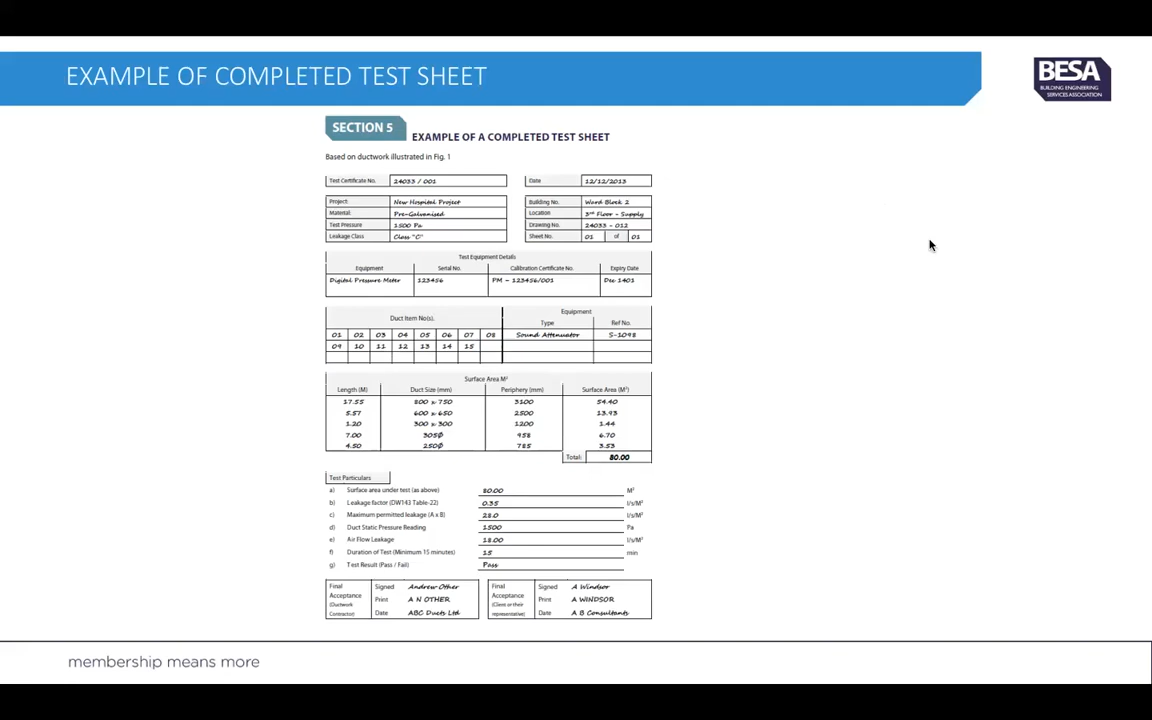 EXAMPLE OF COMPLETED TEST SHEET
BESA
BUILDING ENGINEERING
SERVICES ASSOCIATION
SECTION 5 EXAMPLE OF A COMPLETED TEST SHEET
Based on ductwork illustrated in Fig. 1
Test Certificate No. 24033 / 001 Date 12/12/2013
Project: New Hospital Project Building No. Ward Block 2
Material: Pre-Galvanised Location 3rd Floor - Supply
Test Pressure 1500 Pa Drawing No. 24033 - 012
Leakage Class Class "C" Sheet No. 01 of 01
Test Equipment Details
Equipment Serial No. Calibration Certificate No. Expiry Date
Digital Pressure Meter 123456 PM - 123456/001 Dec 1401
Duct Item No(s). Equipment
Type Ref No.
01 02 03 04 05 06 07 08 Sound Attenuator S-1098
09 10 11 12 13 14 15
Surface Area M²
Length (M) Duct Size (mm) Periphery (mm) Surface Area (M²)
17.55 800 x 750 3100 54.40
5.57 600 x 650 2500 13.93
1.20 300 x 300 1200 1.44
7.00 305Ø 958 6.70
4.50 250Ø 785 3.53
Total: 80.00
Test Particulars
a) Surface area under test (as above) 80.00 M²
b) Leakage factor (DW143 Table-22) 0.35 l/s/M²
c) Maximum permitted leakage (A x B) 28.0 l/s/M²
d) Duct Static Pressure Reading 1500 Pa
e) Air Flow Leakage 18.00 l/s/M²
f) Duration of Test (Minimum 15 minutes) 15 min
g) Test Result (Pass / Fail) Pass
Final Signed Andrew Other Final Signed A Windsor
Acceptance Print A N OTHER Acceptance Print A WINDSOR
(Ductwork Contractor) Date ABC Ducts Ltd (Client or their representative) Date A B Consultants
membership means more